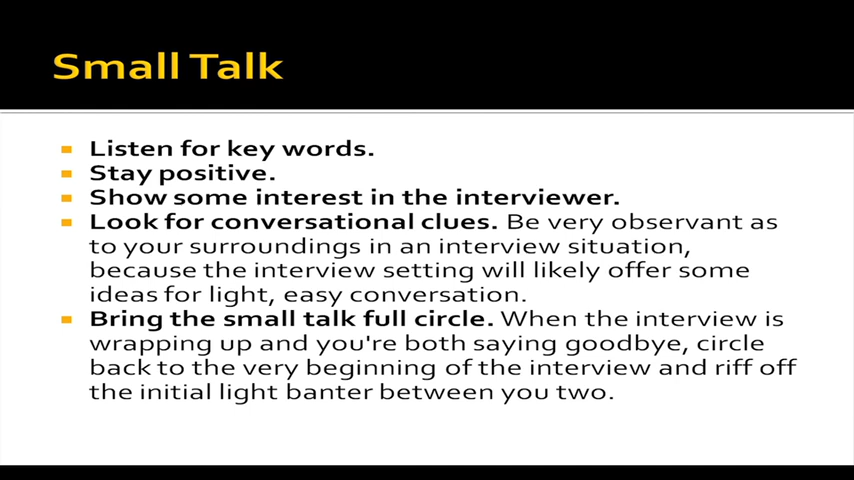 Small Talk
Listen for key words.
Stay positive.
Show some interest in the interviewer.
Look for conversational clues. Be very observant as
to your surroundings in an interview situation,
because the interview setting will likely offer some
ideas for light, easy conversation.
Bring the small talk full circle. When the interview is
wrapping up and you're both saying goodbye, circle
back to the very beginning of the interview and riff off
the initial light banter between you two.